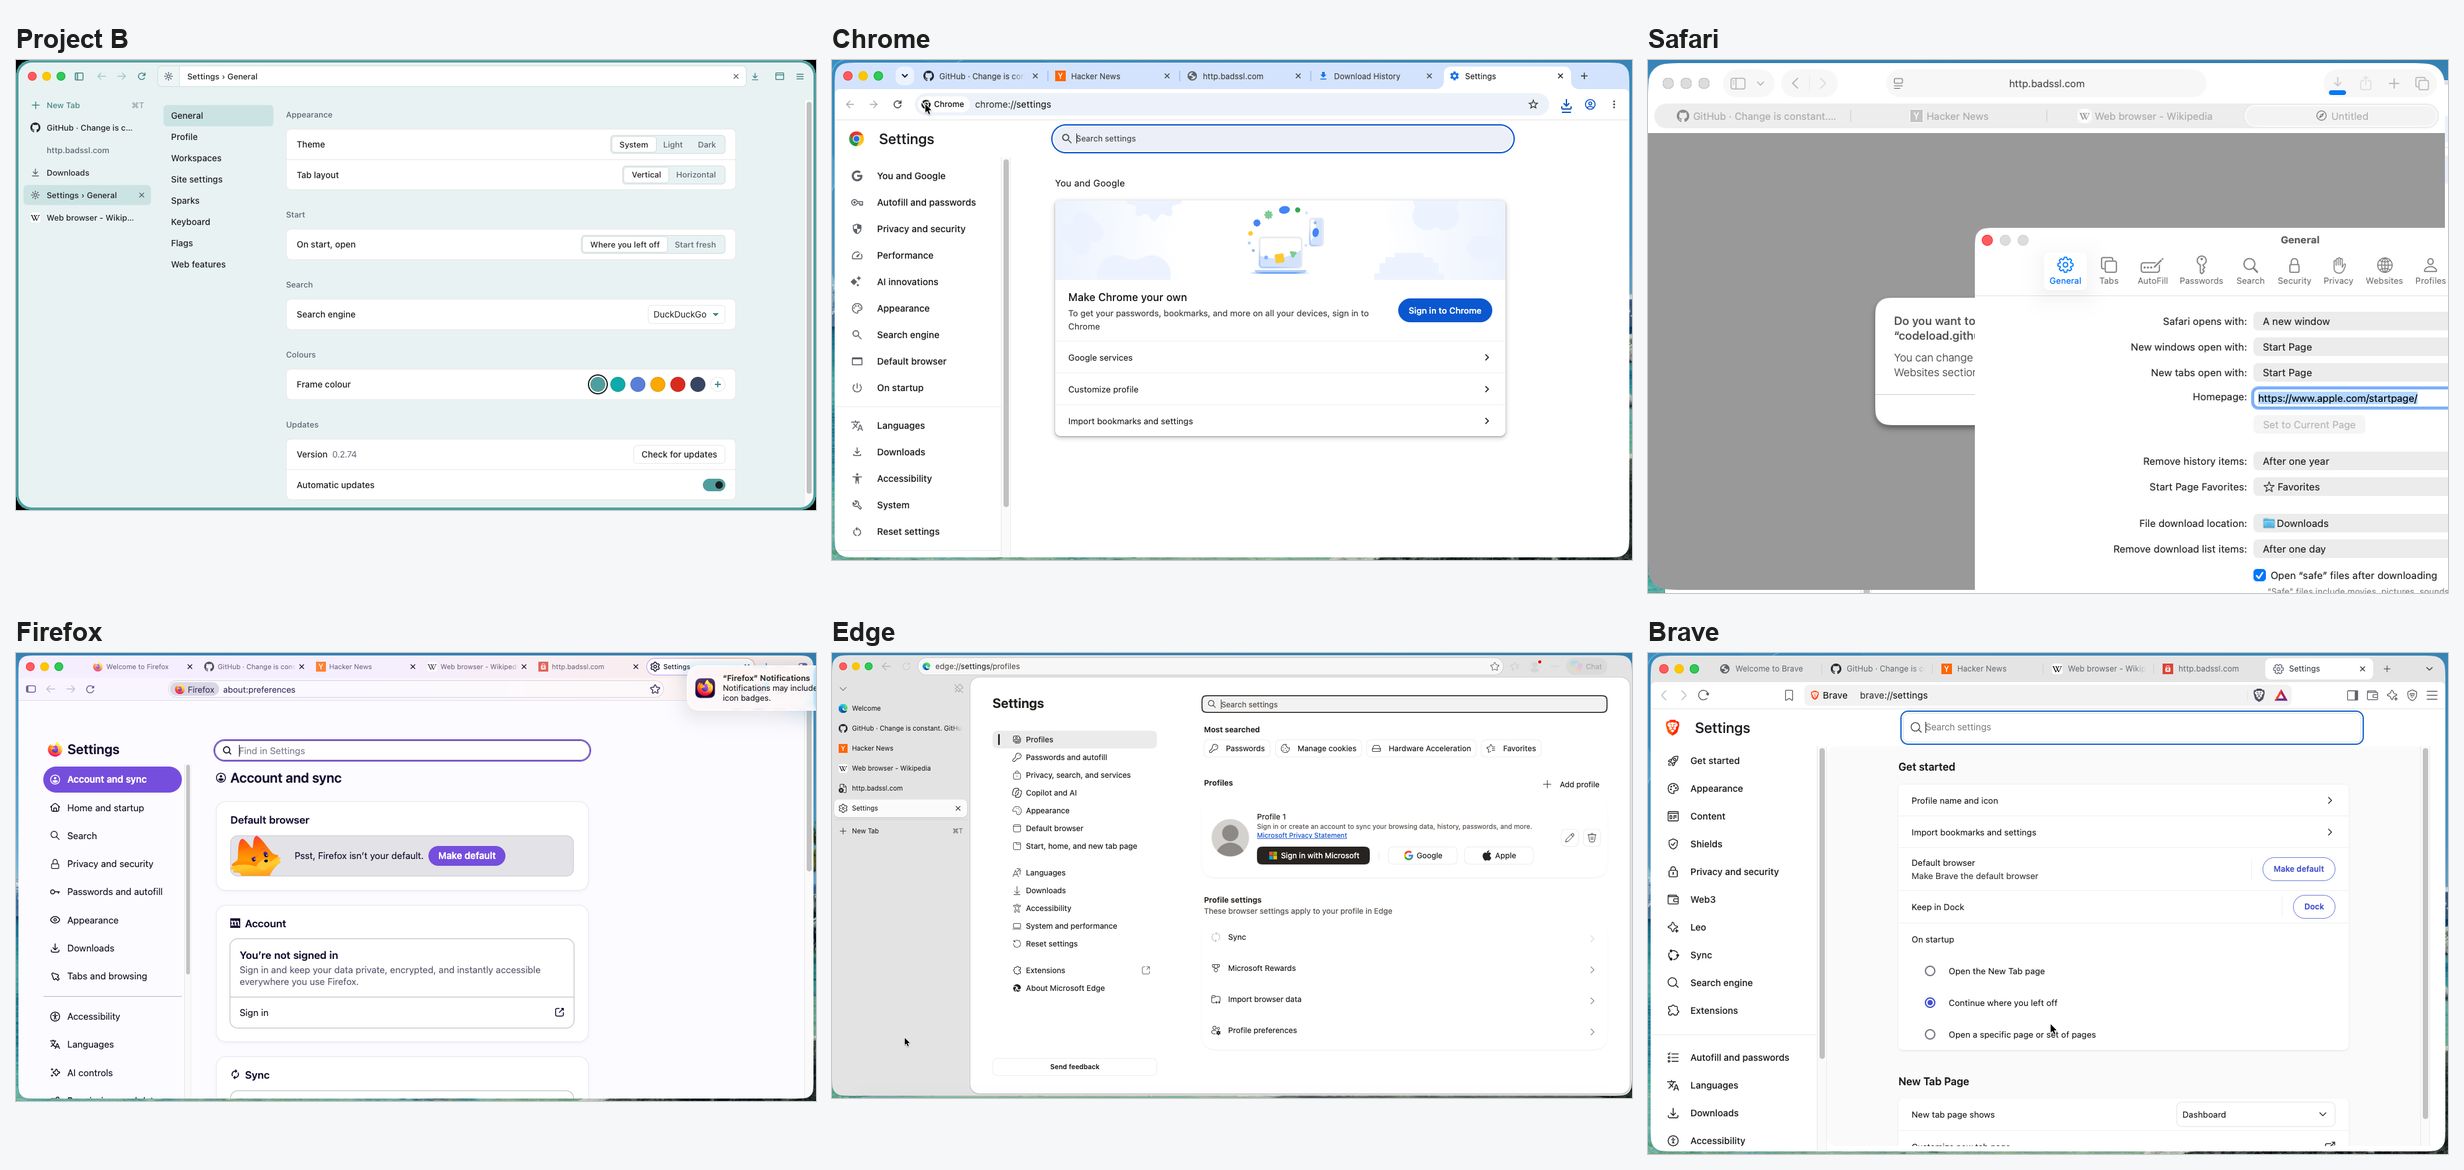 Project B
Settings › General
New Tab ⌘T
GitHub · Change is c...
http.badssl.com
Downloads
Settings › General
Web browser - Wikip...
General
Profile
Workspaces
Site settings
Sparks
Keyboard
Flags
Web features
Appearance
Theme System Light Dark
Tab layout Vertical Horizontal
Start
On start, open Where you left off Start fresh
Search
Search engine DuckDuckGo
Colours
Frame colour
Updates
Version 0.2.74 Check for updates
Automatic updates
Chrome
GitHub · Change is co Hacker News http.badssl.com Download History Settings
Chrome chrome://settings
Settings
Search settings
You and Google
Autofill and passwords
Privacy and security
Performance
AI innovations
Appearance
Search engine
Default browser
On startup
Languages
Downloads
Accessibility
System
Reset settings
You and Google
Make Chrome your own
To get your passwords, bookmarks, and more on all your devices, sign in to
Chrome
Sign in to Chrome
Google services
Customize profile
Import bookmarks and settings
Safari
http.badssl.com
GitHub · Change is constant.... Hacker News Web browser - Wikipedia Untitled
General
General Tabs AutoFill Passwords Search Security Privacy Websites Profiles
Do you want to
“codeload.gith
You can change
Websites section
Safari opens with: A new window
New windows open with: Start Page
New tabs open with: Start Page
Homepage: https://www.apple.com/startpage/
Set to Current Page
Remove history items: After one year
Start Page Favorites: Favorites
File download location: Downloads
Remove download list items: After one day
Open “safe” files after downloading
“Safe” files include movies, pictures, sounds
Firefox
Welcome to Firefox GitHub · Change is con Hacker News Web browser - Wikiped http.badssl.com Settings
Firefox about:preferences
“Firefox” Notifications
Notifications may include
icon badges.
Settings
Account and sync
Home and startup
Search
Privacy and security
Passwords and autofill
Appearance
Downloads
Tabs and browsing
Accessibility
Languages
AI controls
Find in Settings
Account and sync
Default browser
Psst, Firefox isn’t your default. Make default
Account
You’re not signed in
Sign in and keep your data private, encrypted, and instantly accessible
everywhere you use Firefox.
Sign in
Sync
Edge
edge://settings/profiles
Chat
Welcome
GitHub · Change is constant. GitH
Hacker News
Web browser - Wikipedia
http.badssl.com
Settings
New Tab ⌘T
Settings
Profiles
Passwords and autofill
Privacy, search, and services
Copilot and AI
Appearance
Default browser
Start, home, and new tab page
Languages
Downloads
Accessibility
System and performance
Reset settings
Extensions
About Microsoft Edge
Send feedback
Search settings
Most searched
Passwords Manage cookies Hardware Acceleration Favorites
Profiles
Add profile
Profile 1
Sign in or create an account to sync your browsing data, history, passwords, and more.
Microsoft Privacy Statement
Sign in with Microsoft Google Apple
Profile settings
These browser settings apply to your profile in Edge
Sync
Microsoft Rewards
Import browser data
Profile preferences
Brave
Welcome to Brave GitHub · Change is c Hacker News Web browser - Wiki http.badssl.com Settings
Brave brave://settings
Settings
Search settings
Get started
Appearance
Content
Shields
Privacy and security
Web3
Leo
Sync
Search engine
Extensions
Autofill and passwords
Languages
Downloads
Accessibility
Get started
Profile name and icon
Import bookmarks and settings
Default browser
Make Brave the default browser
Make default
Keep in Dock Dock
On startup
Open the New Tab page
Continue where you left off
Open a specific page or set of pages
New Tab Page
New tab page shows Dashboard